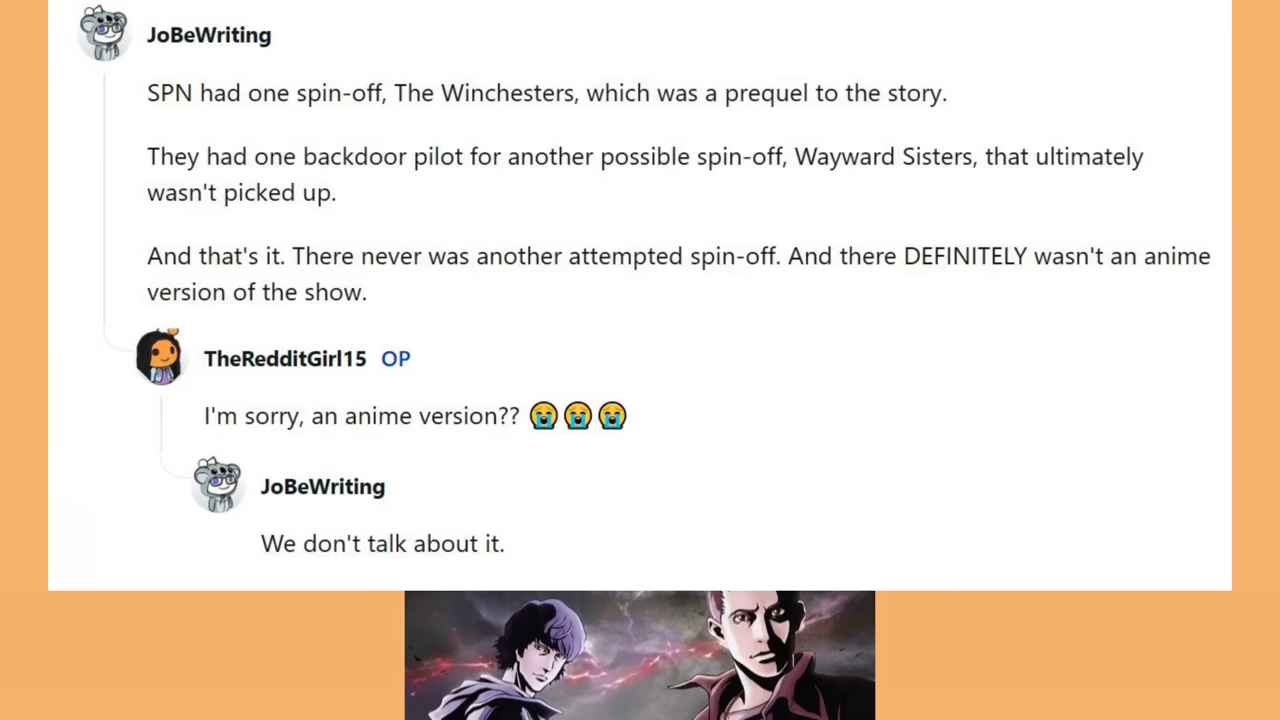 JoBeWriting
SPN had one spin-off, The Winchesters, which was a prequel to the story.
They had one backdoor pilot for another possible spin-off, Wayward Sisters, that ultimately
wasn't picked up.
And that's it. There never was another attempted spin-off. And there DEFINITELY wasn't an anime
version of the show.
TheRedditGirl15 OP
I'm sorry, an anime version?? 😭😭😭
JoBeWriting
We don't talk about it.